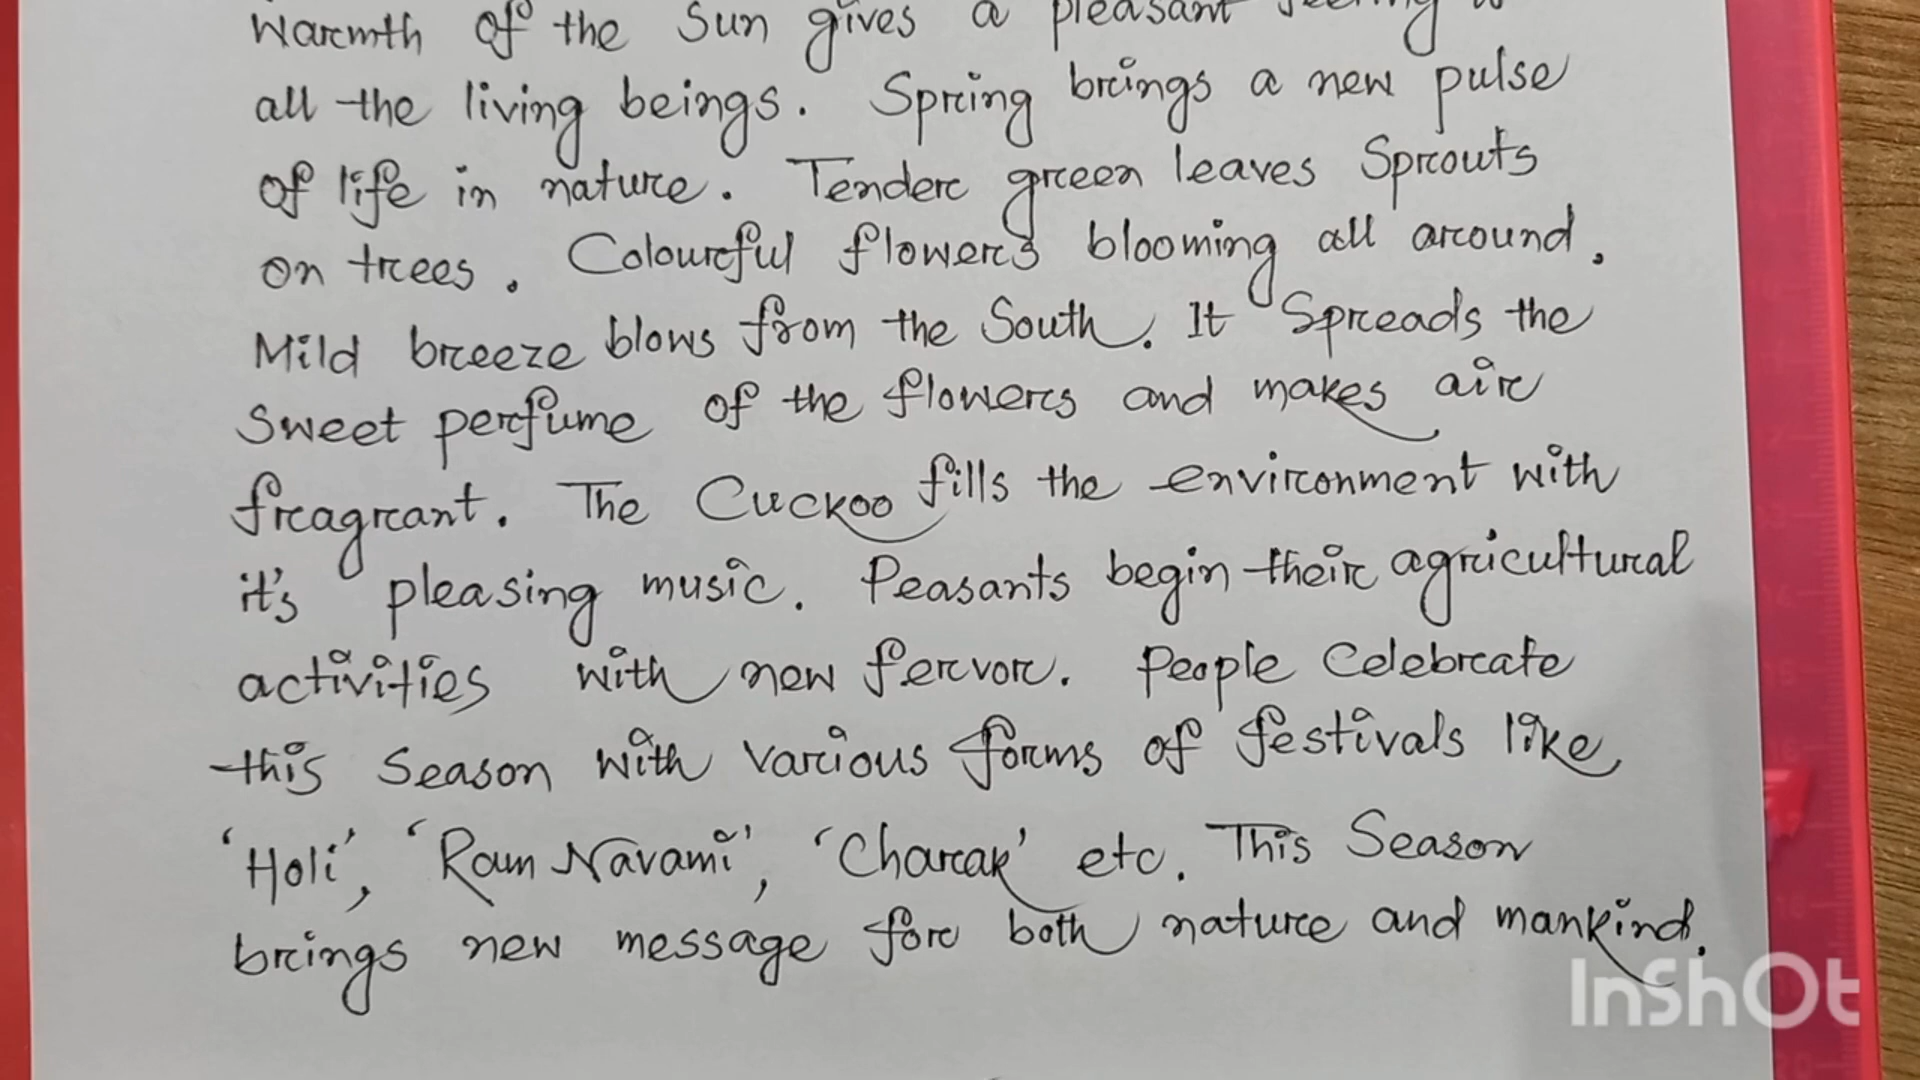 Warmth of the Sun gives a pleasant feeling to
all the living beings. Spring brings a new pulse
of life in nature. Tender green leaves Sprouts
on trees. Colourful flowers blooming all around.
Mild breeze blows from the South. It Spreads the
Sweet perfume of the flowers and makes air
fragrant. The Cuckoo fills the environment with
it's pleasing music. Peasants begin their agricultural
activities with new fervor. People Celebrate
this Season with various forms of festivals like
'Holi', 'Ram Navami', 'Charak' etc. This Season
brings new message for both nature and mankind.
InShOt